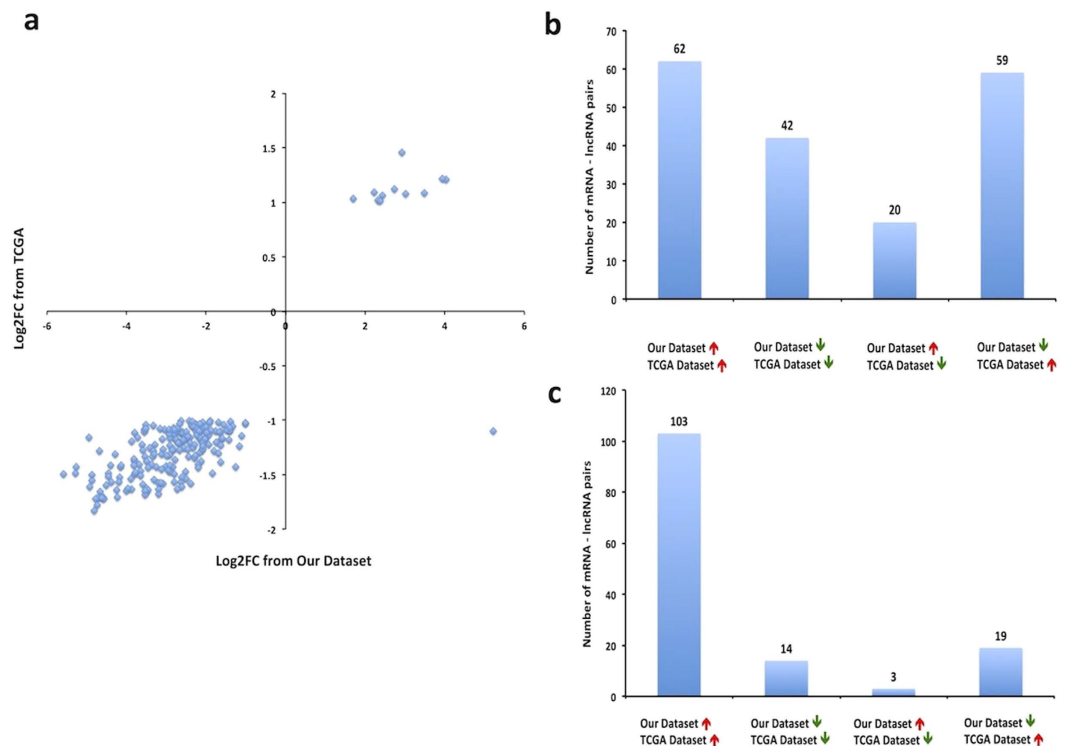 a
Log2FC from TCGA
2
1.5
1
0.5
0
-6 -4 -2 0 2 4 6
-0.5
-1
-1.5
-2
Log2FC from Our Dataset
b
Number of mRNA - lncRNA pairs
70
60
50
40
30
20
10
0
62
42
20
59
Our Dataset ↑
TCGA Dataset ↑
Our Dataset ↓
TCGA Dataset ↓
Our Dataset ↑
TCGA Dataset ↓
Our Dataset ↓
TCGA Dataset ↑
c
Number of mRNA - lncRNA pairs
120
100
80
60
40
20
0
103
14
3
19
Our Dataset ↑
TCGA Dataset ↑
Our Dataset ↓
TCGA Dataset ↓
Our Dataset ↑
TCGA Dataset ↓
Our Dataset ↓
TCGA Dataset ↑